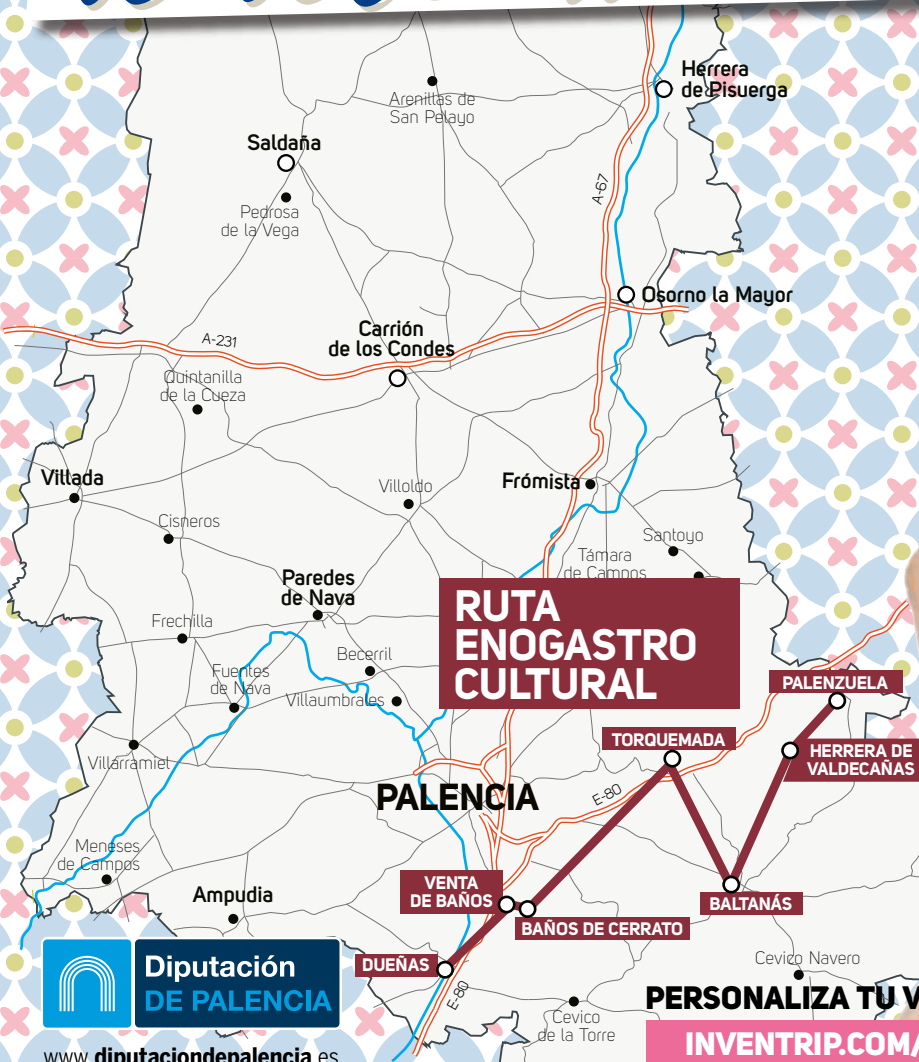 Herrera
de Pisuerga
Arenillas de
San Pelayo
Saldaña
Pedrosa
de la Vega
A-67
Osorno la Mayor
Carrión
de los Condes
A-231
Quintanilla
de la Cueza
Villada
Villoldo
Frómista
Cisneros
Santoyo
Támara
de Campos
Paredes
de Nava
RUTA
ENOGASTRO
CULTURAL
Frechilla
Becerril
Fuentes
de Nava
Villaumbrales
PALENZUELA
TORQUEMADA
HERRERA DE
VALDECAÑAS
Villarramiel
PALENCIA
E-80
Meneses
de Campos
Ampudia
VENTA
DE BAÑOS
BALTANÁS
BAÑOS DE CERRATO
DUEÑAS
Cevico Navero
E-80
Cevico
de la Torre
Diputación
DE PALENCIA
www.diputaciondepalencia.es
PERSONALIZA TU V
INVENTRIP.COM